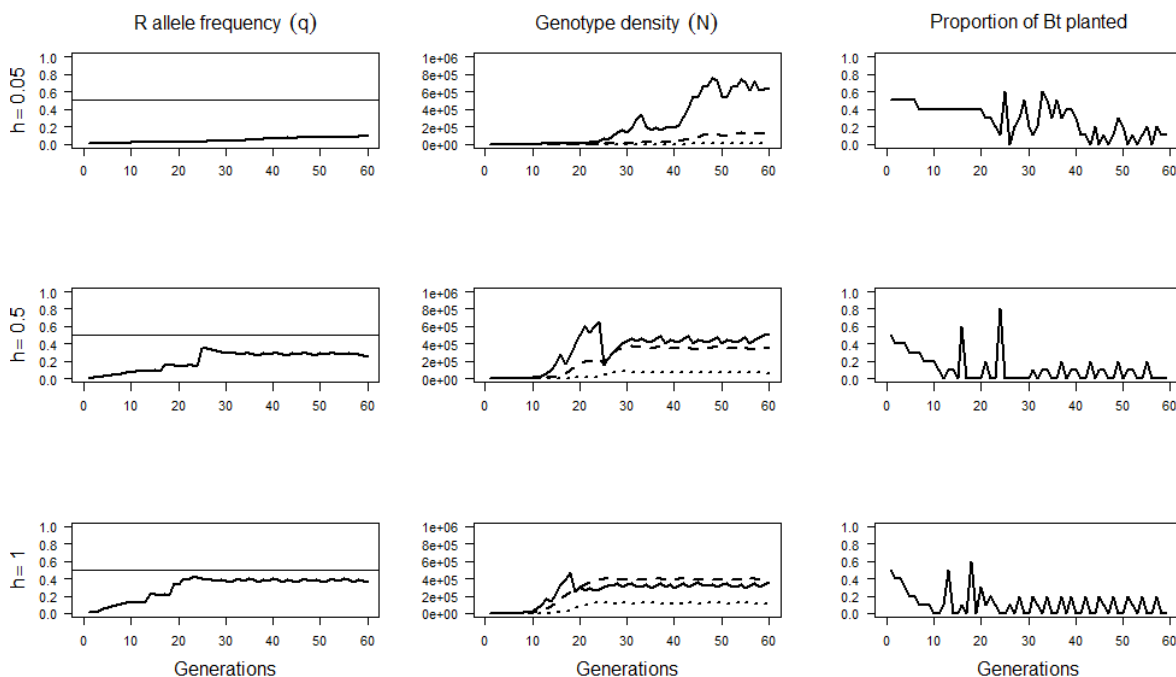 R allele frequency (q) Genotype density (N) Proportion of Bt planted
h = 0.05
1.0 0.8 0.6 0.4 0.2 0.0
0 10 20 30 40 50 60
1e+06 8e+05 6e+05 4e+05 2e+05 0e+00
0 10 20 30 40 50 60
1.0 0.8 0.6 0.4 0.2 0.0
0 10 20 30 40 50 60
h = 0.5
1.0 0.8 0.6 0.4 0.2 0.0
0 10 20 30 40 50 60
1e+06 8e+05 6e+05 4e+05 2e+05 0e+00
0 10 20 30 40 50 60
1.0 0.8 0.6 0.4 0.2 0.0
0 10 20 30 40 50 60
h = 1
1.0 0.8 0.6 0.4 0.2 0.0
0 10 20 30 40 50 60
1e+06 8e+05 6e+05 4e+05 2e+05 0e+00
0 10 20 30 40 50 60
1.0 0.8 0.6 0.4 0.2 0.0
0 10 20 30 40 50 60
Generations Generations Generations